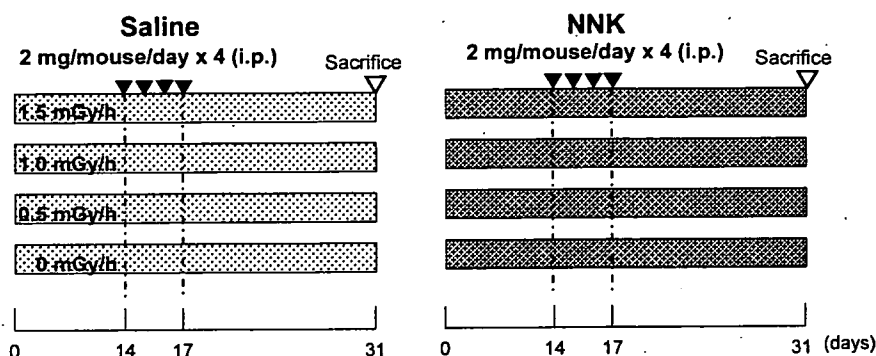 Saline
2 mg/mouse/day x 4 (i.p.)
Sacrifice
1.5 mGy/h
1.0 mGy/h
0.5 mGy/h
0 mGy/h
0 14 17 31
NNK
2 mg/mouse/day x 4 (i.p.)
Sacrifice
0 14 17 31 (days)